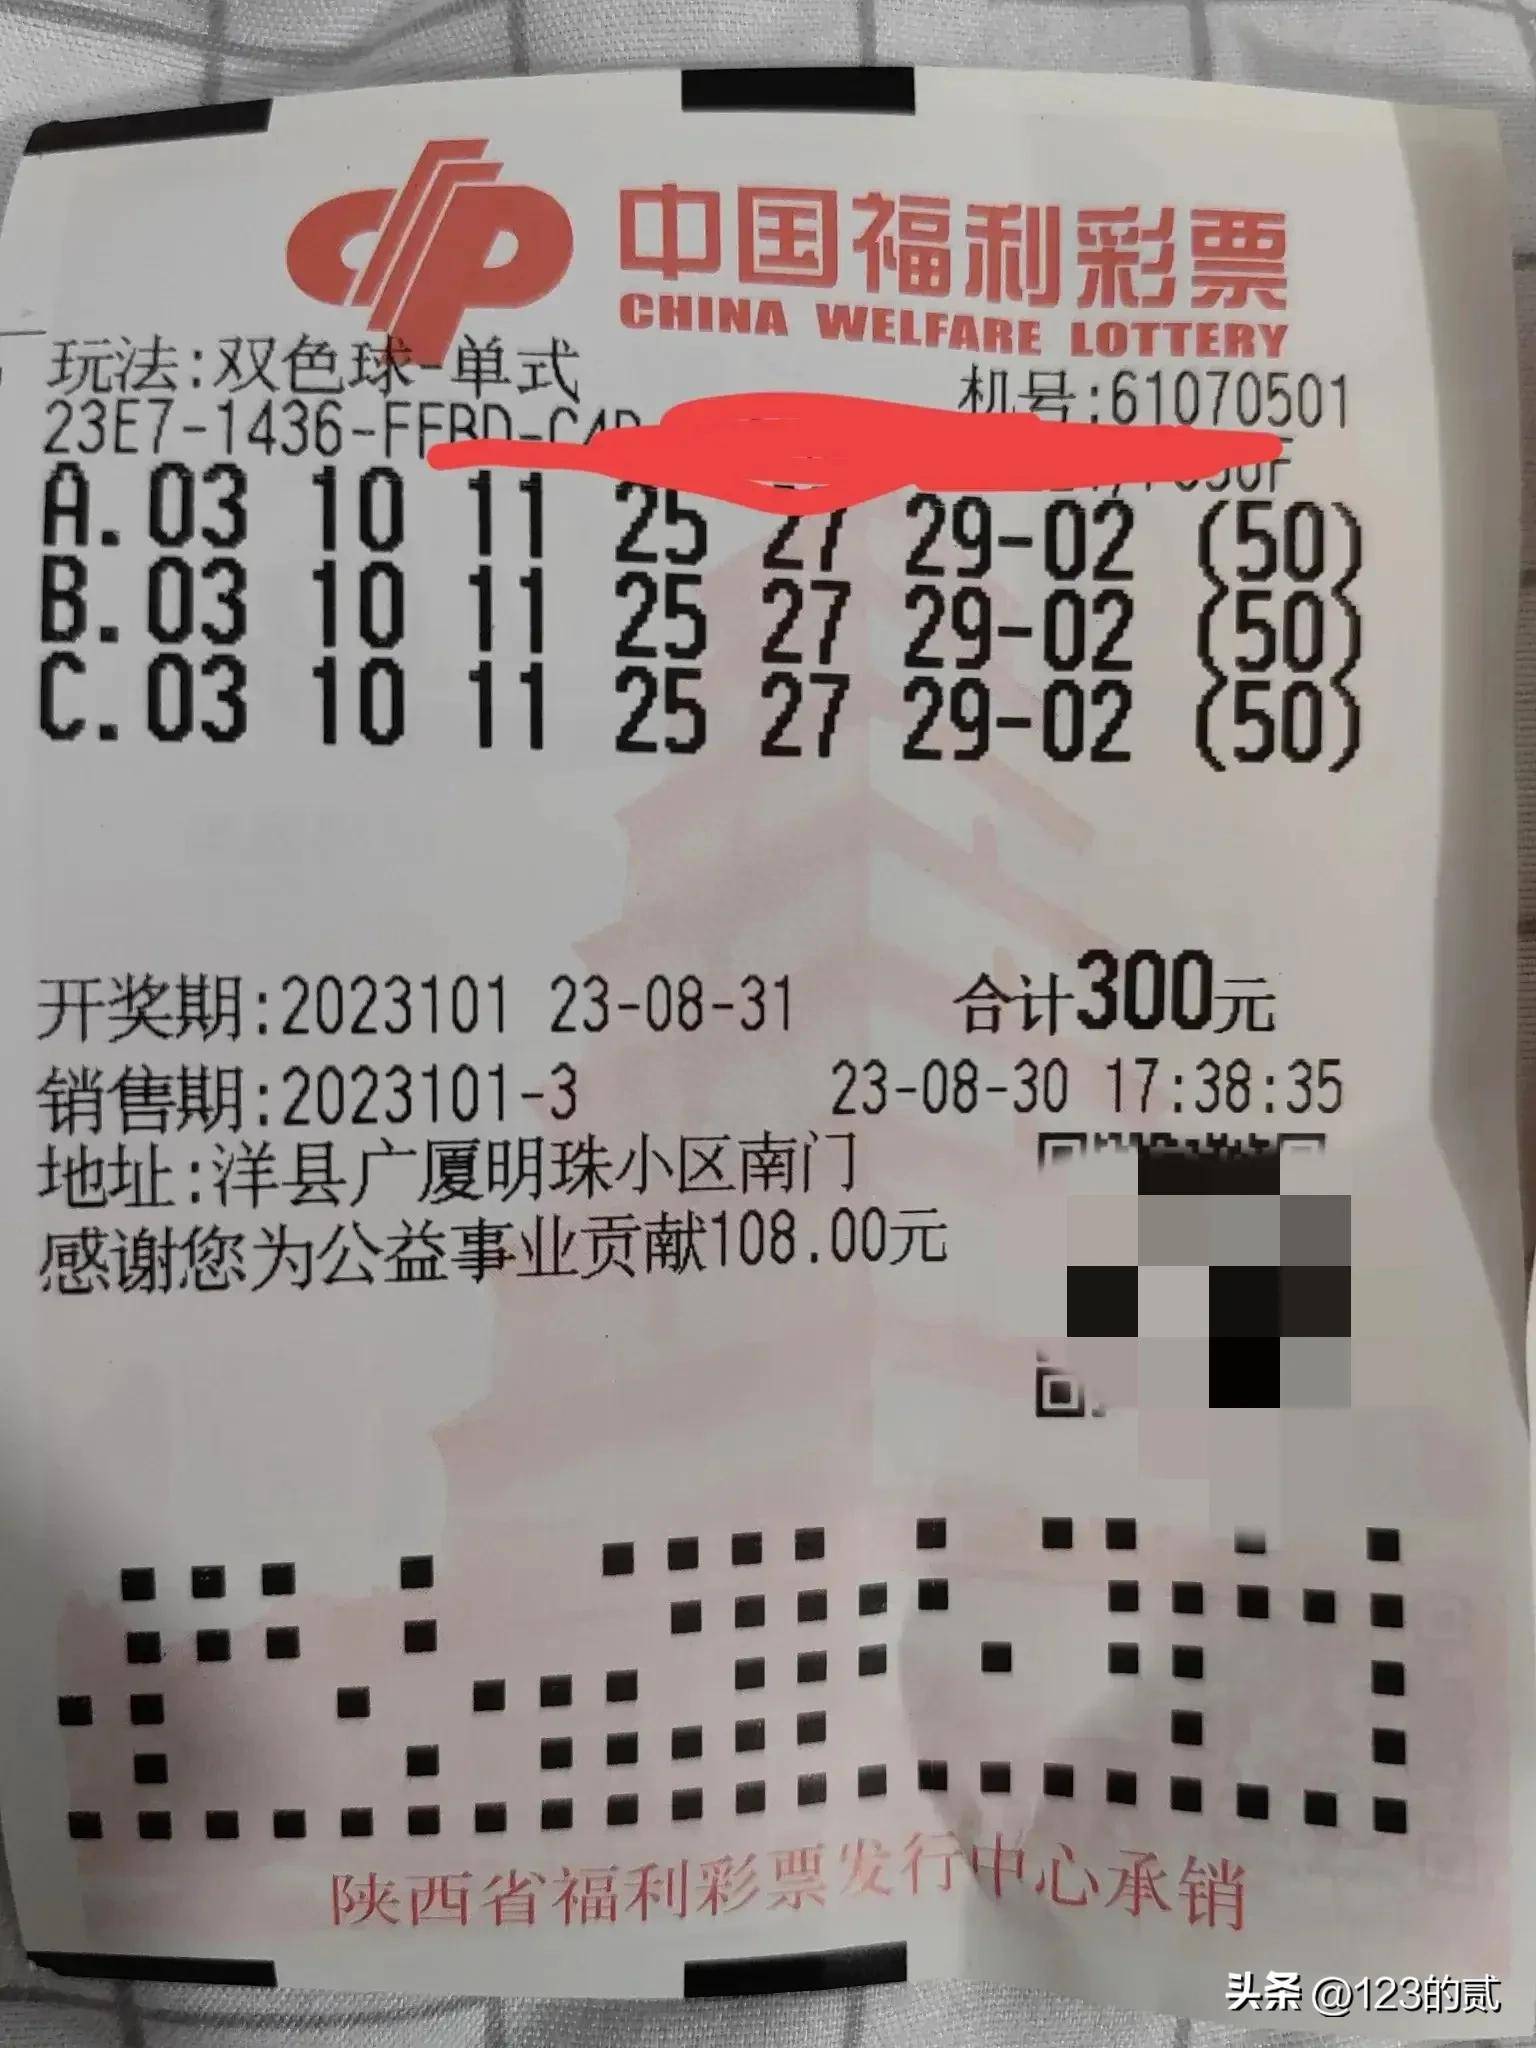 中国福利彩票
CHINA WELFARE LOTTERY
玩法:双色球-单式
机号:61070501
23E7-1436-FFBD-C4
A.03 10 11 25 27 29-02 (50)
B.03 10 11 25 27 29-02 (50)
C.03 10 11 25 27 29-02 (50)
开奖期:2023101 23-08-31 合计300元
销售期:2023101-3 23-08-30 17:38:35
地址:洋县广厦明珠小区南门
感谢您为公益事业贡献108.00元
陕西省福利彩票发行中心承销
头条 @123的贰